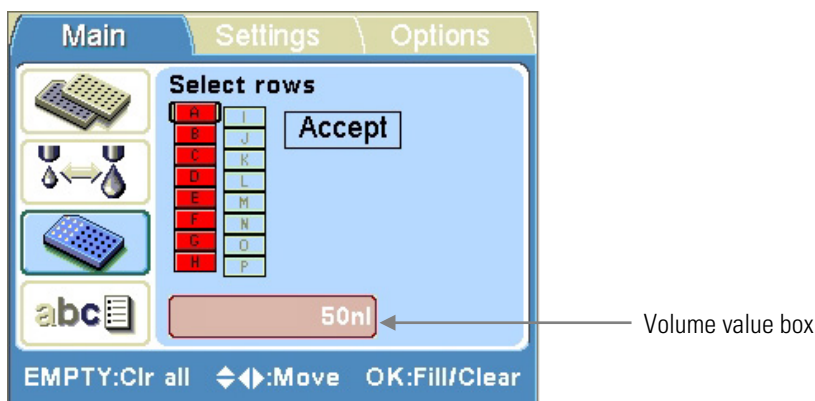 Main Settings Options
Select rows
A I
B J
C K
D L
E M
F N
G O
H P
Accept
abc
50nl
Volume value box
EMPTY:Clr all :Move OK:Fill/Clear